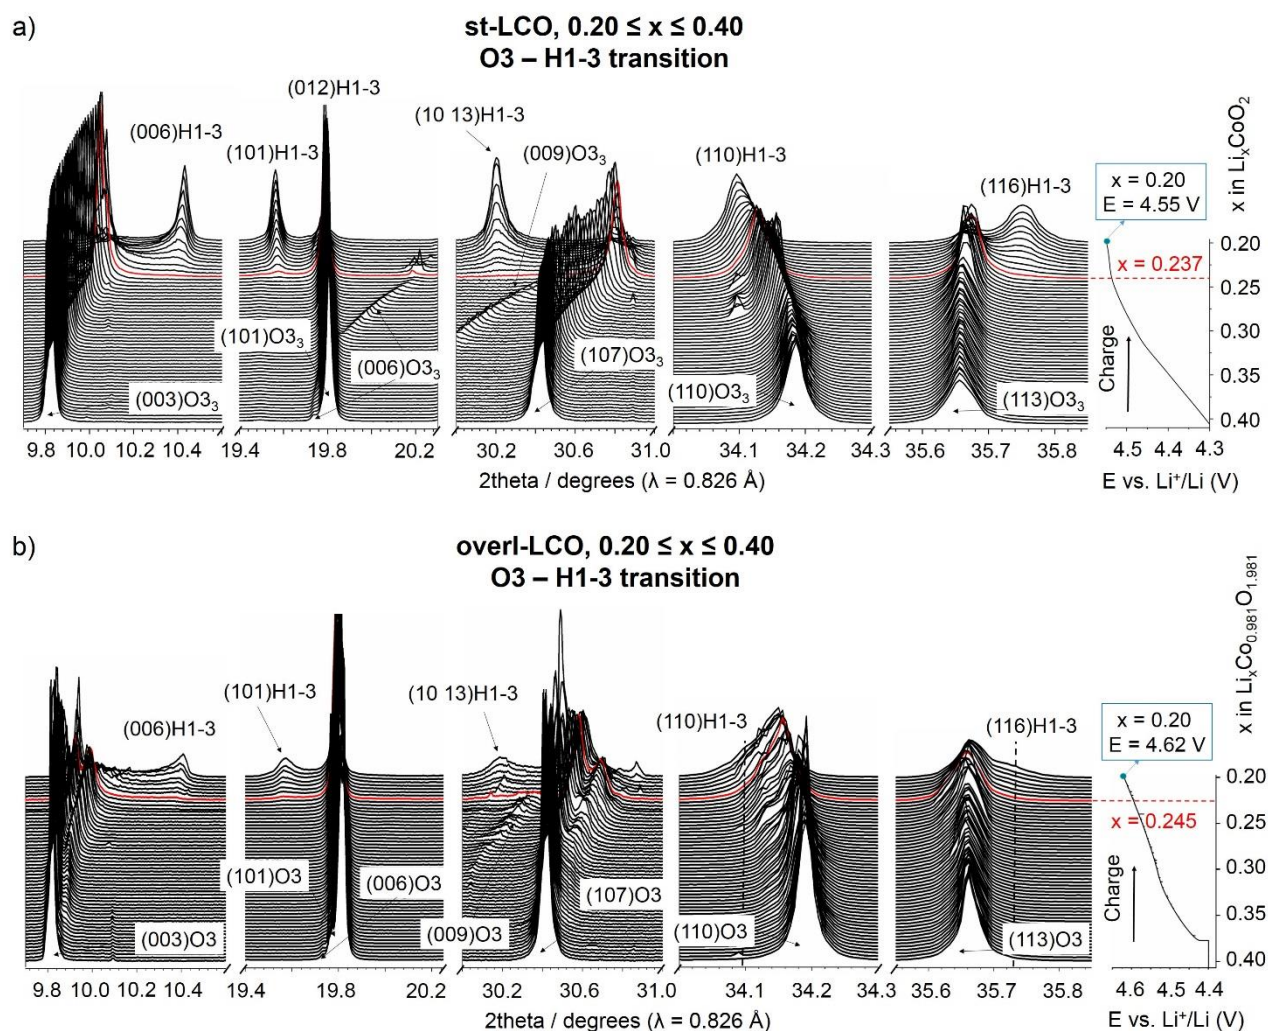 a)
st-LCO, 0.20 ≤ x ≤ 0.40
O3 – H1-3 transition
(006)H1-3
(101)H1-3
(012)H1-3
(10 13)H1-3
(009)O3₃
(110)H1-3
(116)H1-3
(003)O3₃
(101)O3₃
(006)O3₃
(107)O3₃
(110)O3₃
(113)O3₃
x = 0.20
E = 4.55 V
x = 0.237
Charge
x in LiₓCoO₂
0.20
0.25
0.30
0.35
0.40
9.8 10.0 10.2 10.4 19.4 19.8 20.2 30.2 30.6 31.0 34.1 34.2 34.3 35.6 35.7 35.8 4.5 4.4 4.3
2theta / degrees (λ = 0.826 Å)
E vs. Li⁺/Li (V)
b)
overl-LCO, 0.20 ≤ x ≤ 0.40
O3 – H1-3 transition
(006)H1-3
(101)H1-3
(10 13)H1-3
(110)H1-3
(116)H1-3
(003)O3
(101)O3
(006)O3
(009)O3
(107)O3
(110)O3
(113)O3
x = 0.20
E = 4.62 V
x = 0.245
Charge
x in LiₓCo₀.₉₈₁O₁.₉₈₁
0.20
0.25
0.30
0.35
0.40
9.8 10.0 10.2 10.4 19.4 19.8 20.2 30.2 30.6 31.0 34.1 34.2 34.3 35.6 35.7 35.8 4.6 4.5 4.4
2theta / degrees (λ = 0.826 Å)
E vs. Li⁺/Li (V)